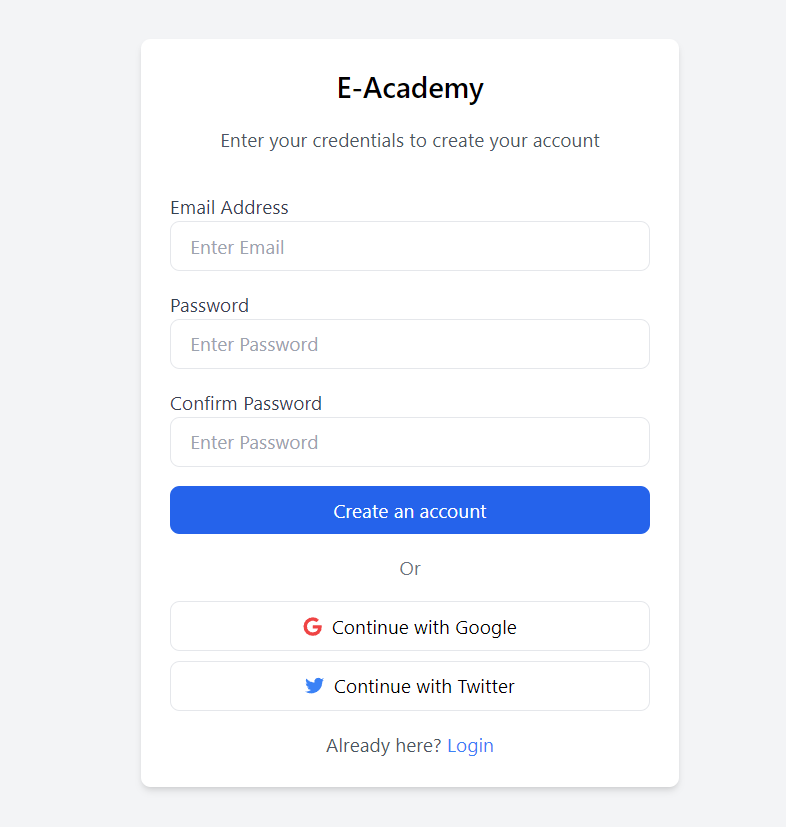 E-Academy
Enter your credentials to create your account
Email Address
Enter Email
Password
Enter Password
Confirm Password
Enter Password
Create an account
Or
Continue with Google
Continue with Twitter
Already here? Login